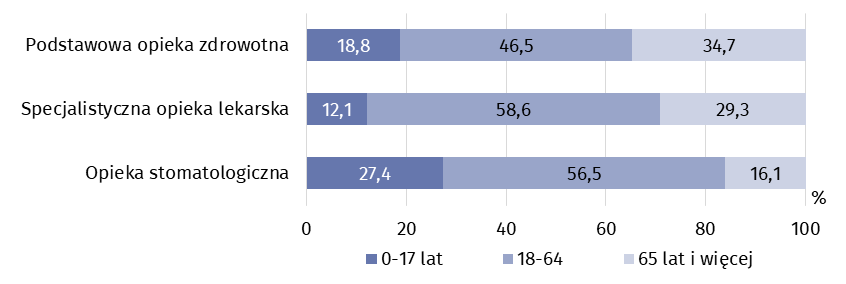 Podstawowa opieka zdrowotna 18,8 46,5 34,7
Specjalistyczna opieka lekarska 12,1 58,6 29,3
Opieka stomatologiczna 27,4 56,5 16,1
%
0 20 40 60 80 100
0-17 lat 18-64 65 lat i więcej